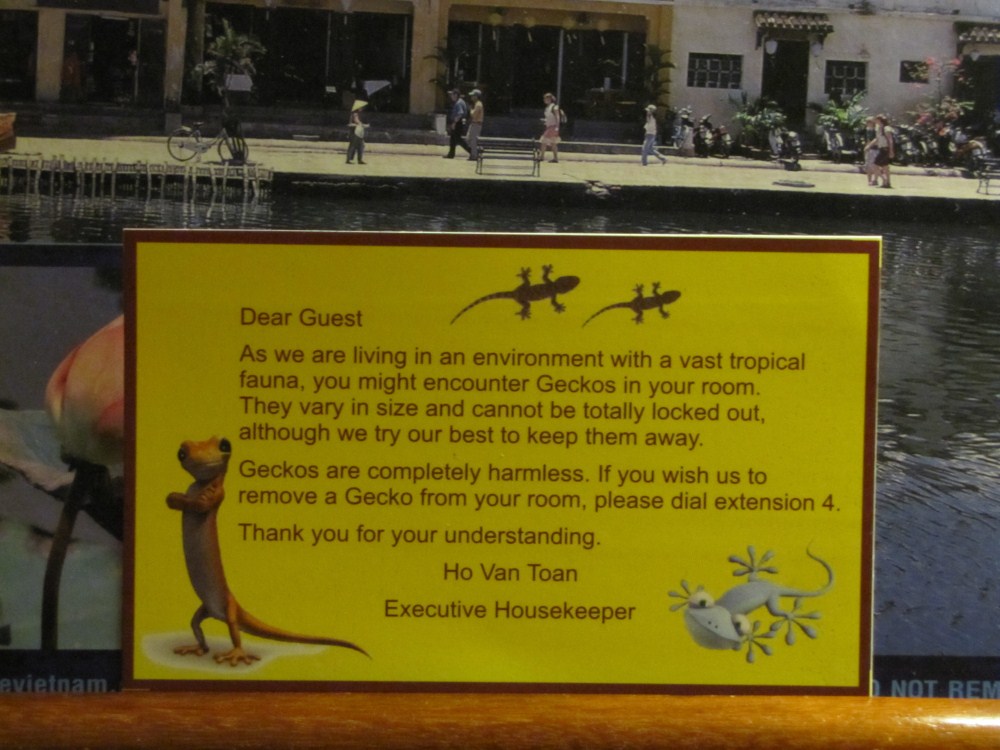 Dear Guest
As we are living in an environment with a vast tropical
fauna, you might encounter Geckos in your room.
They vary in size and cannot be totally locked out,
although we try our best to keep them away.
Geckos are completely harmless. If you wish us to
remove a Gecko from your room, please dial extension 4.
Thank you for your understanding.
Ho Van Toan
Executive Housekeeper
evietnam.
NOT REM